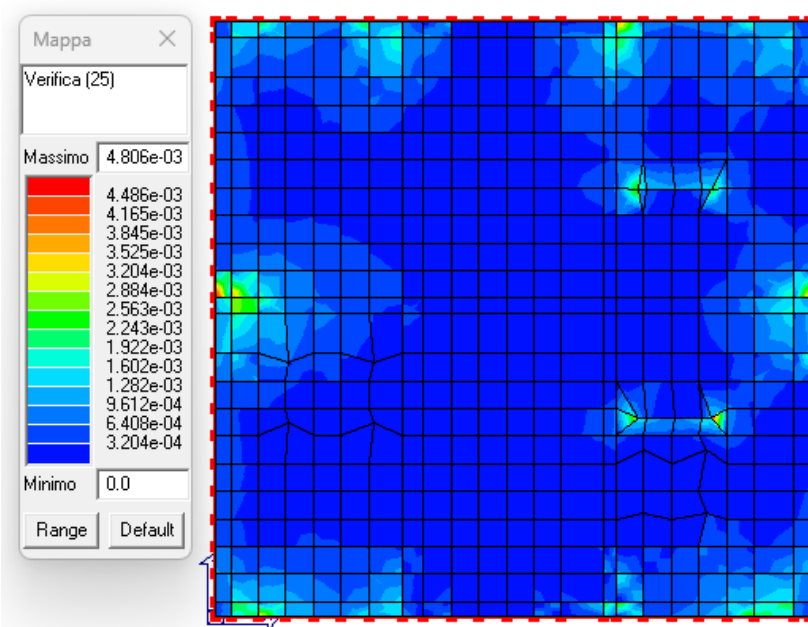 Mappa
Verifica (25)
Massimo 4.806e-03
4.486e-03
4.165e-03
3.845e-03
3.525e-03
3.204e-03
2.884e-03
2.563e-03
2.243e-03
1.922e-03
1.602e-03
1.282e-03
9.612e-04
6.408e-04
3.204e-04
Minimo 0.0
Range Default